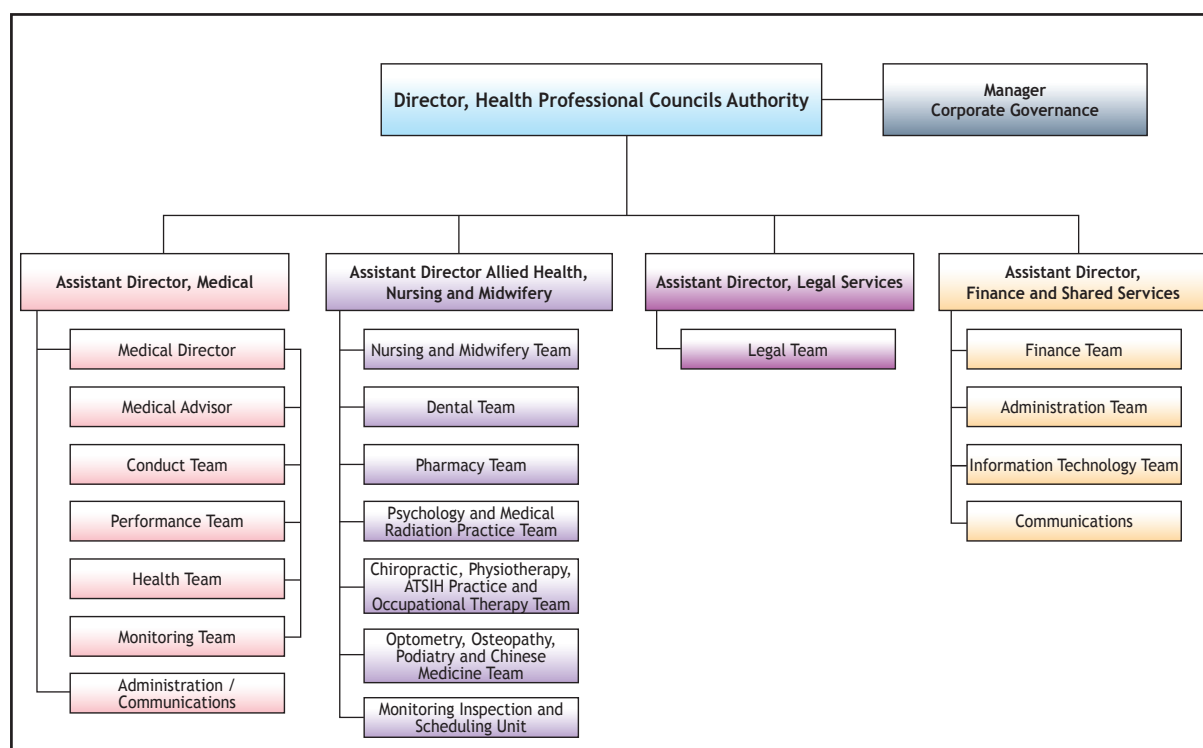 Director, Health Professional Councils Authority
Manager
Corporate Governance
Assistant Director, Medical
Medical Director
Medical Advisor
Conduct Team
Performance Team
Health Team
Monitoring Team
Administration /
Communications
Assistant Director Allied Health,
Nursing and Midwifery
Nursing and Midwifery Team
Dental Team
Pharmacy Team
Psychology and Medical
Radiation Practice Team
Chiropractic, Physiotherapy,
ATSIH Practice and
Occupational Therapy Team
Optometry, Osteopathy,
Podiatry and Chinese
Medicine Team
Monitoring Inspection and
Scheduling Unit
Assistant Director, Legal Services
Legal Team
Assistant Director,
Finance and Shared Services
Finance Team
Administration Team
Information Technology Team
Communications